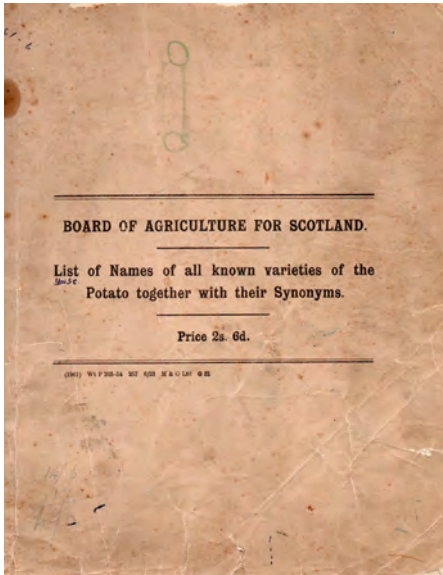 BOARD OF AGRICULTURE FOR SCOTLAND.
List of Names of all known varieties of the
Potato together with their Synonyms.
Price 2s. 6d.